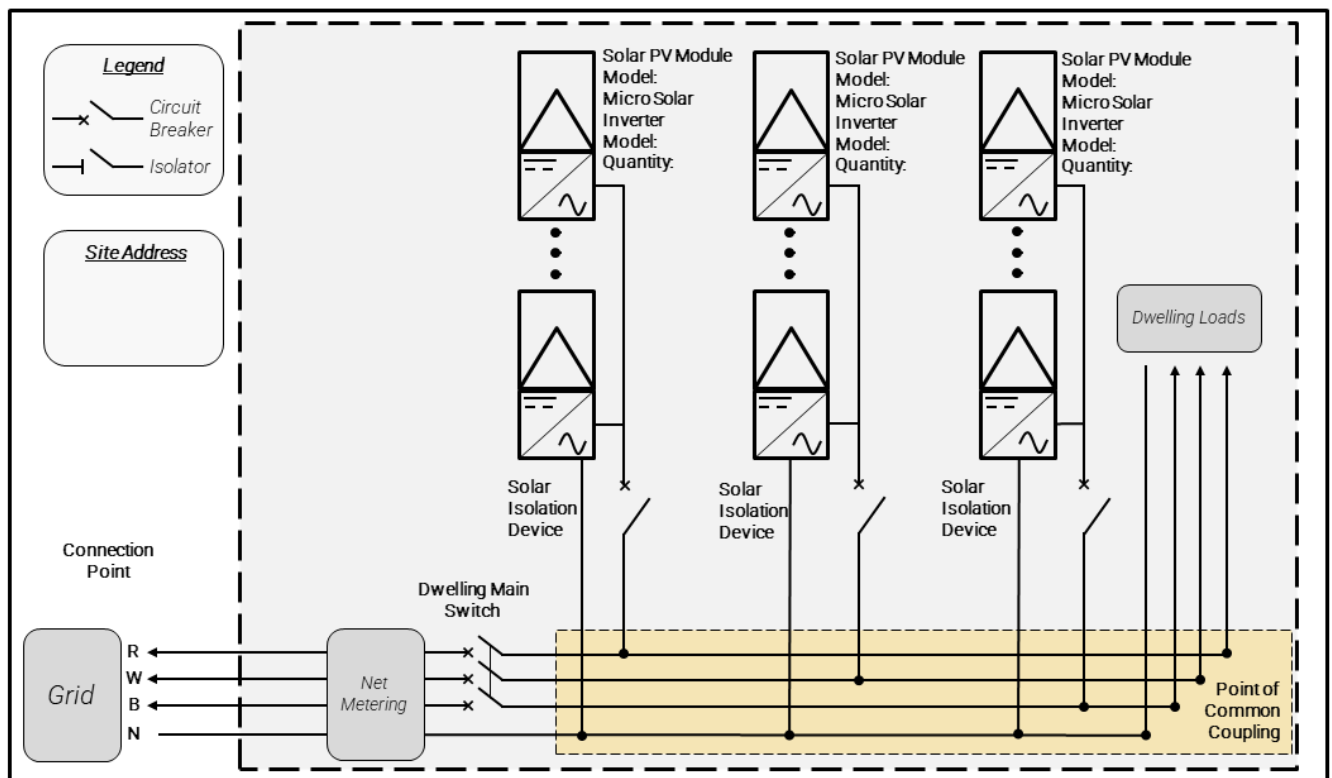 Legend
Circuit
Breaker
Isolator
Site Address
Solar PV Module
Model:
Micro Solar
Inverter
Model:
Quantity:
Solar PV Module
Model:
Micro Solar
Inverter
Model:
Quantity:
Solar PV Module
Model:
Micro Solar
Inverter
Model:
Quantity:
Dwelling Loads
Solar
Isolation
Device
Solar
Isolation
Device
Solar
Isolation
Device
Connection
Point
Dwelling Main
Switch
Grid
R
W
B
N
Net
Metering
Point of
Common
Coupling